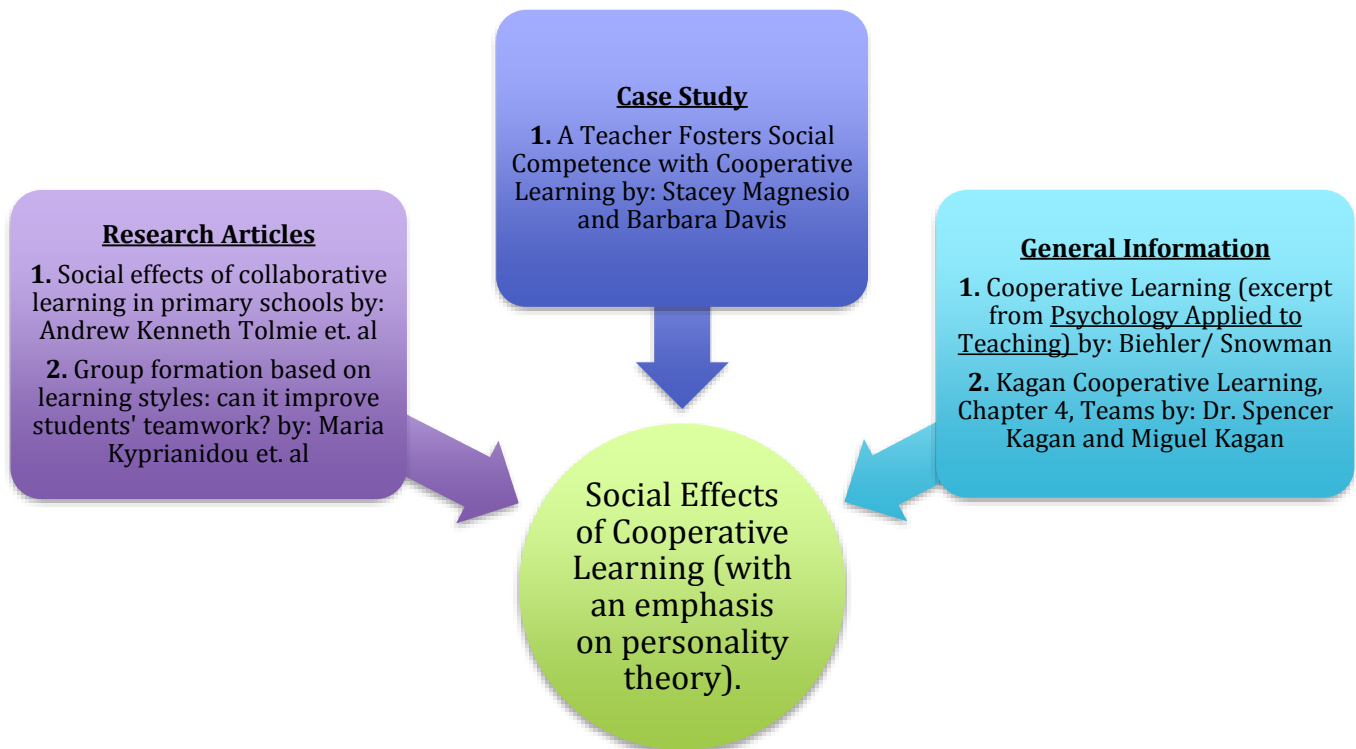 Case Study
1. A Teacher Fosters Social
Competence with Cooperative
Learning by: Stacey Magnesio
and Barbara Davis
Research Articles
1. Social effects of collaborative
learning in primary schools by:
Andrew Kenneth Tolmie et. al
2. Group formation based on
learning styles: can it improve
students' teamwork? by: Maria
Kyprianidou et. al
General Information
1. Cooperative Learning (excerpt
from Psychology Applied to
Teaching) by: Biehler/ Snowman
2. Kagan Cooperative Learning,
Chapter 4, Teams by: Dr. Spencer
Kagan and Miguel Kagan
Social Effects
of Cooperative
Learning (with
an emphasis
on personality
theory).